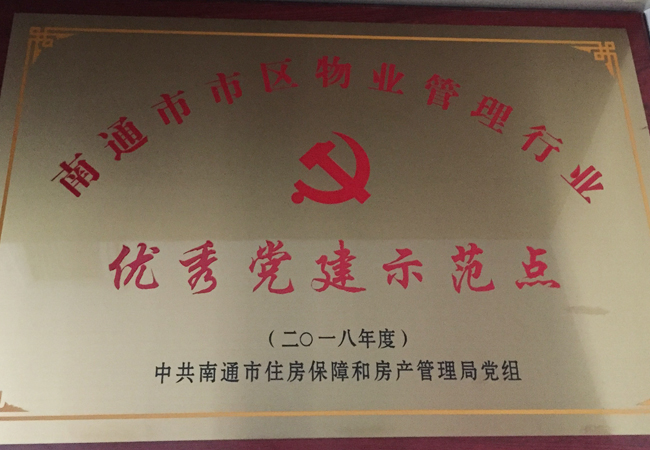 南通市市区物业管理行业
优秀党建示范点
（二〇一八年度）
中共南通市住房保障和房产管理局党组